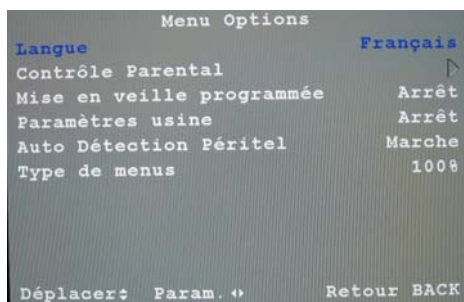 Menu Options
Langue Français
Contrôle Parental
Mise en veille programmée Arrêt
Paramètres usine Arrêt
Auto Détection Péritel Marche
Type de menus 100%
Déplacer Param. Retour BACK